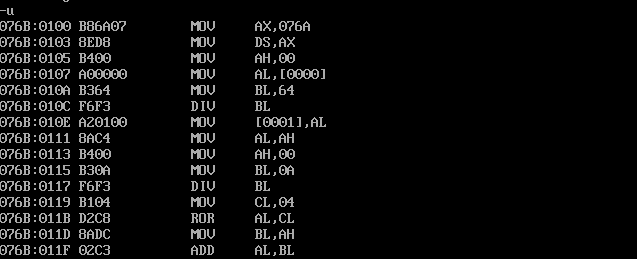 -u
076B:0100 B86A07 MOV AX,076A
076B:0103 8ED8 MOV DS,AX
076B:0105 B400 MOV AH,00
076B:0107 A00000 MOV AL,[0000]
076B:010A B364 MOV BL,64
076B:010C F6F3 DIV BL
076B:010E A20100 MOV [0001],AL
076B:0111 8AC4 MOV AL,AH
076B:0113 B400 MOV AH,00
076B:0115 B30A MOV BL,0A
076B:0117 F6F3 DIV BL
076B:0119 B104 MOV CL,04
076B:011B D2C8 ROR AL,CL
076B:011D 8ADC MOV BL,AH
076B:011F 02C3 ADD AL,BL